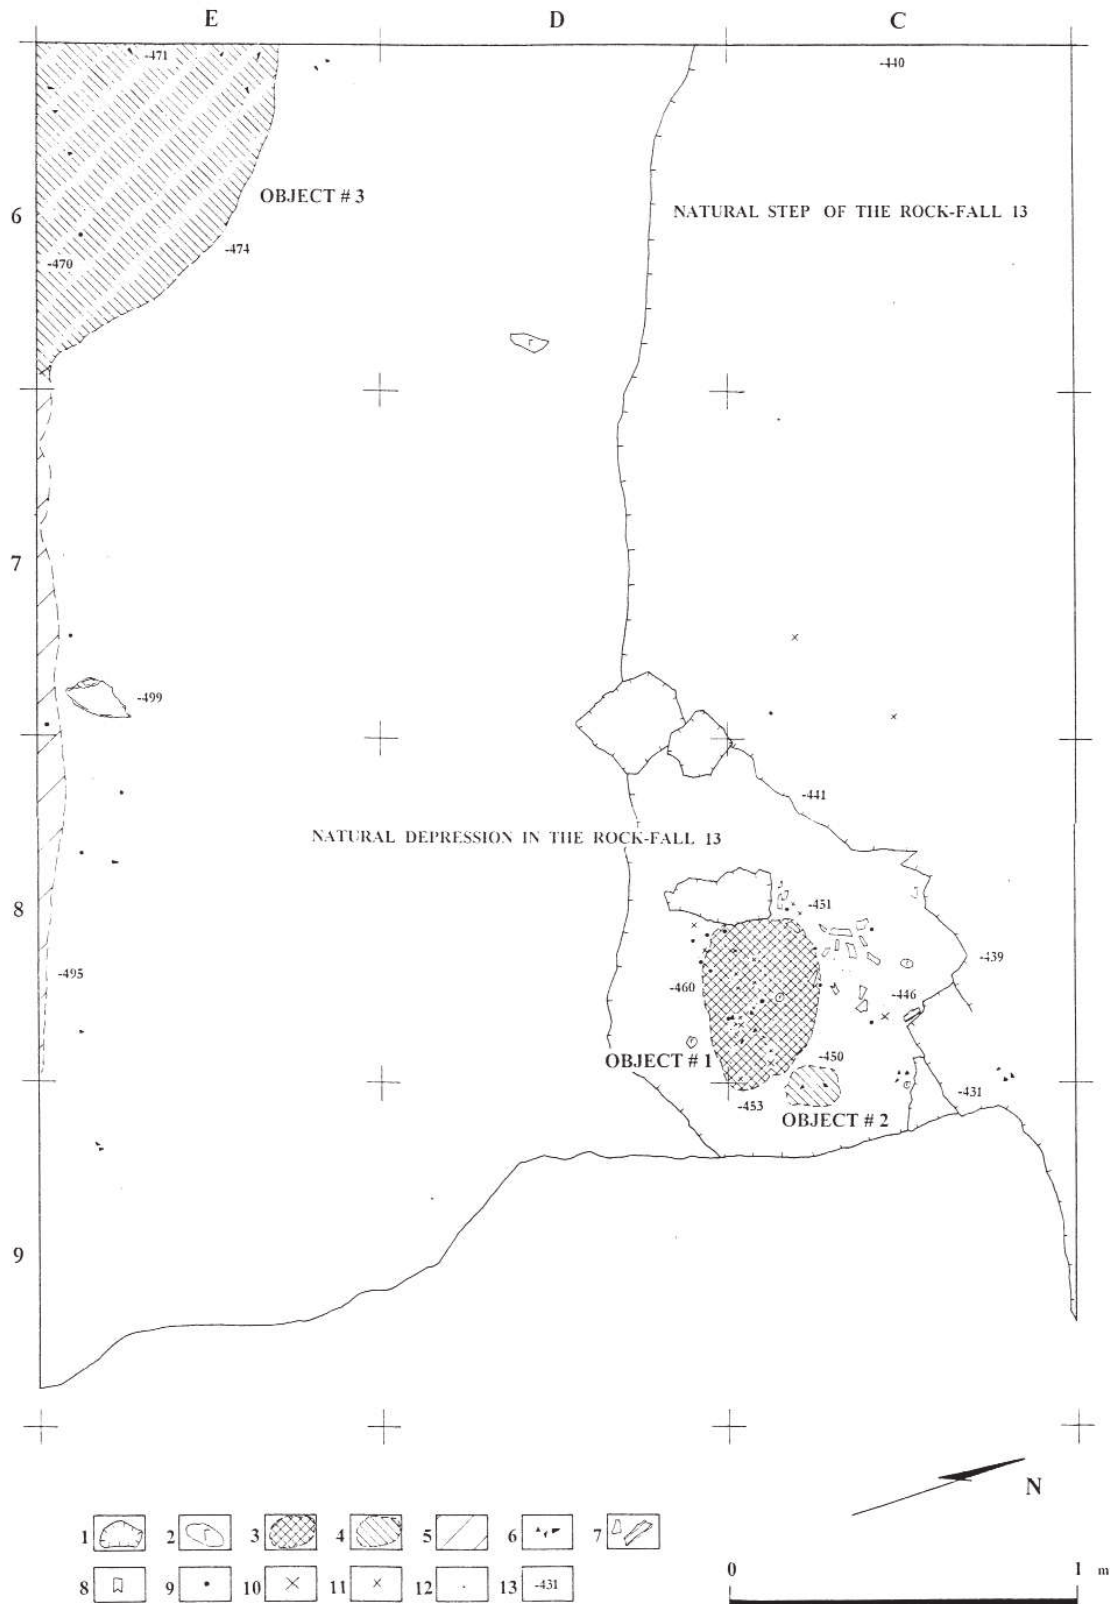 E D C
-471
-440
OBJECT # 3
6
NATURAL STEP OF THE ROCK-FALL 13
-474
-470
7
-499
-441
NATURAL DEPRESSION IN THE ROCK-FALL 13
8
-451
-439
-495
-460
-446
OBJECT # 1
-450
-431
-453
OBJECT # 2
9
N
1 2 3 4 5 6 7
8 9 10 11 12 13 -431
0 1 m